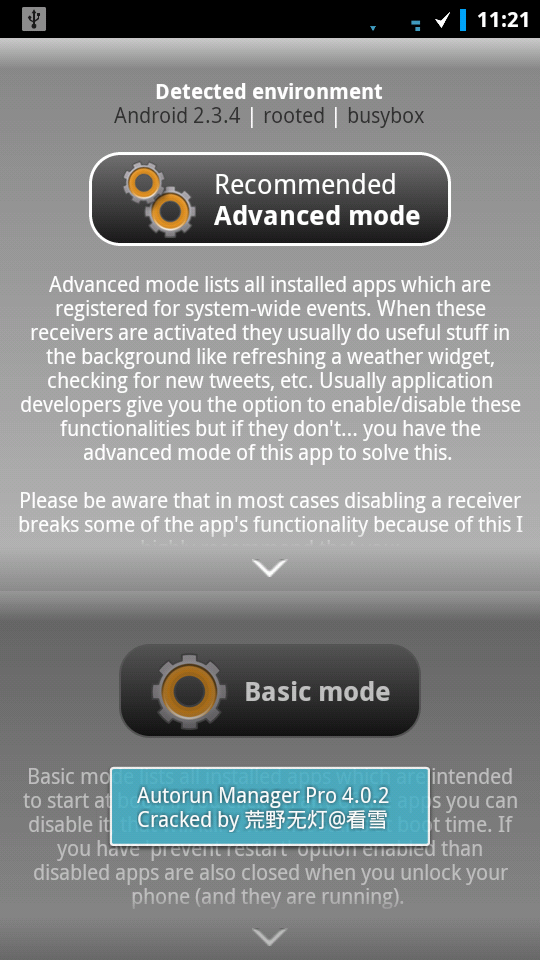 11:21
Detected environment
Android 2.3.4 | rooted | busybox
Recommended
Advanced mode
Advanced mode lists all installed apps which are
registered for system-wide events. When these
receivers are activated they usually do useful stuff in
the background like refreshing a weather widget,
checking for new tweets, etc. Usually application
developers give you the option to enable/disable these
functionalities but if they don't... you have the
advanced mode of this app to solve this.
Please be aware that in most cases disabling a receiver
breaks some of the app's functionality because of this I
Basic mode
Basic mode lists all installed apps which are intended
to start at apps you can
disable it, boot time. If
you have 'prevent restart' option enabled than
disabled apps are also closed when you unlock your
phone (and they are running).
Autorun Manager Pro 4.0.2
Cracked by 荒野无灯@看雪